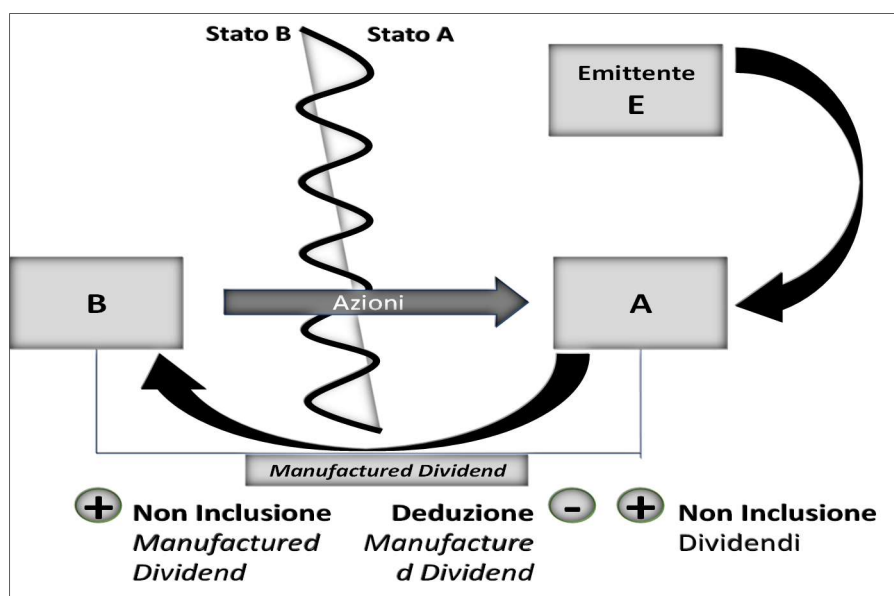 Stato B Stato A
Emittente
E
B
Azioni
A
Manufactured Dividend
+ Non Inclusione
Manufactured
Dividend
Deduzione -
Manufacture
d Dividend
+ Non Inclusione
Dividendi